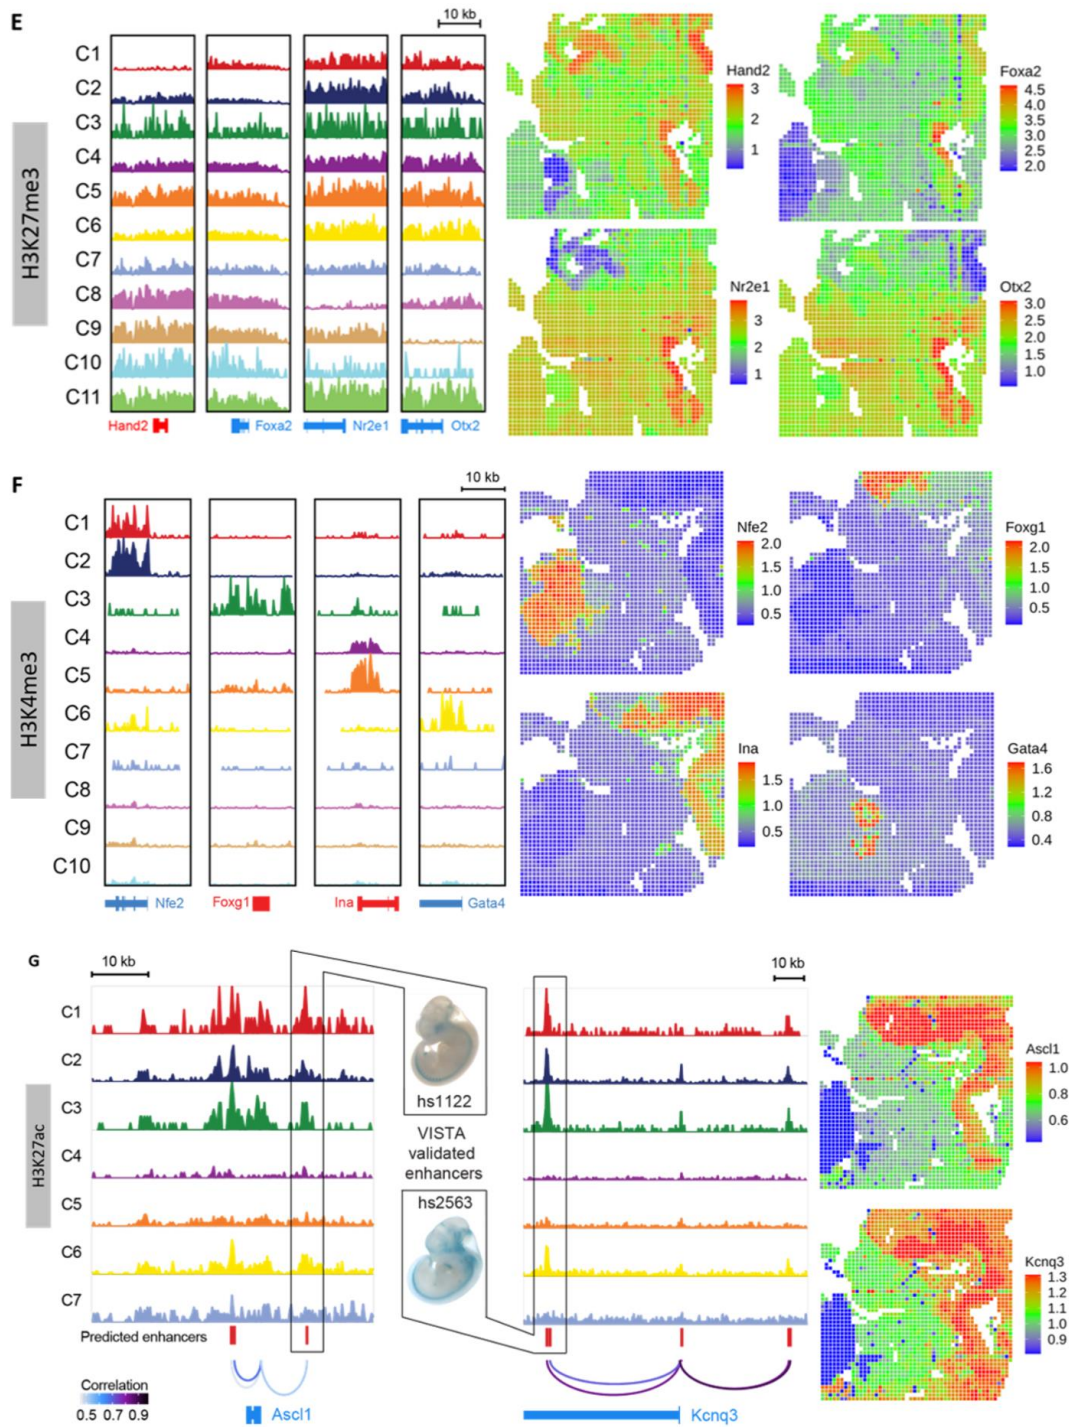 E
10 kb
H3K27me3
C1
C2
C3
C4
C5
C6
C7
C8
C9
C10
C11
Hand2
Foxa2
Nr2e1
Otx2
Hand2
3
2
1
Foxa2
4.5
4.0
3.5
3.0
2.5
2.0
Nr2e1
3
2
1
Otx2
3.0
2.5
2.0
1.5
1.0
F
10 kb
H3K4me3
C1
C2
C3
C4
C5
C6
C7
C8
C9
C10
Nfe2
Foxg1
Ina
Gata4
Nfe2
2.0
1.5
1.0
0.5
Foxg1
2.0
1.5
1.0
0.5
Ina
1.5
1.0
0.5
Gata4
1.6
1.2
0.8
0.4
G
10 kb
10 kb
H3K27ac
C1
C2
C3
C4
C5
C6
C7
hs1122
VISTA
validated
enhancers
hs2563
Predicted enhancers
Correlation
0.5 0.7 0.9
Ascl1
Kcnq3
Ascl1
1.0
0.8
0.6
Kcnq3
1.3
1.2
1.1
1.0
0.9